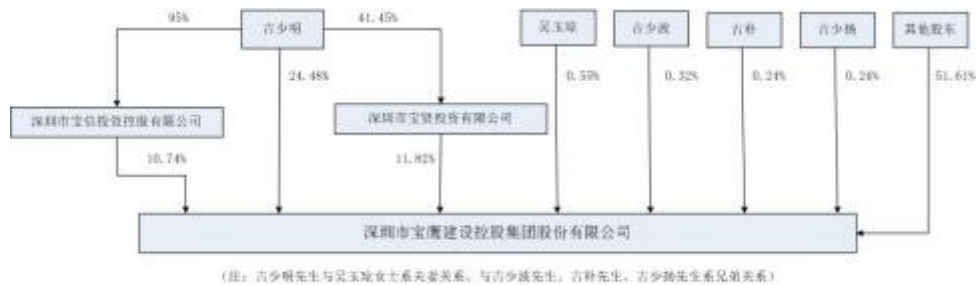 95%
古少明
41.45%
吴玉琼
古少波
古朴
古少扬
其他股东
24.48%
0.55%
0.32%
0.24%
0.24%
51.61%
深圳市宝信投资控股有限公司
深圳市宝贤投资有限公司
10.74%
11.82%
深圳市宝鹰建设控股集团股份有限公司
（注：古少明先生与吴玉琼女士系夫妻关系、与古少波先生、古朴先生、古少扬先生系兄弟关系）